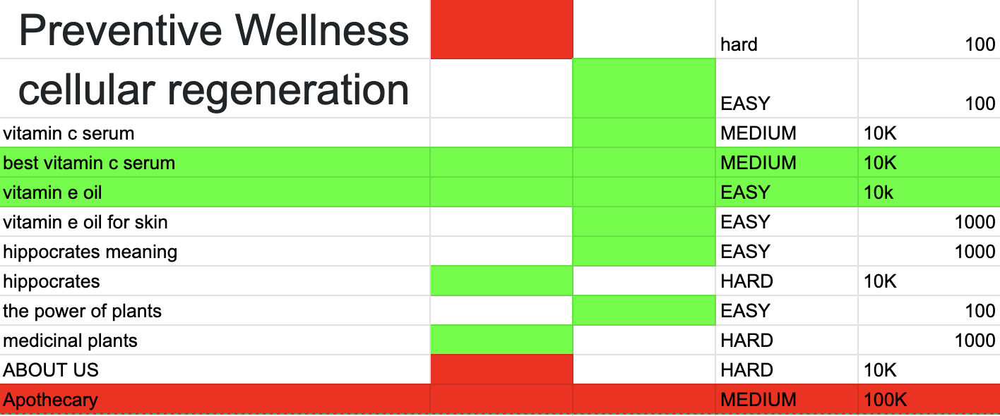 Preventive Wellness hard 100
cellular regeneration EASY 100
vitamin c serum MEDIUM 10K
best vitamin c serum MEDIUM 10K
vitamin e oil EASY 10k
vitamin e oil for skin EASY 1000
hippocrates meaning EASY 1000
hippocrates HARD 10K
the power of plants EASY 100
medicinal plants HARD 1000
ABOUT US HARD 10K
Apothecary MEDIUM 100K